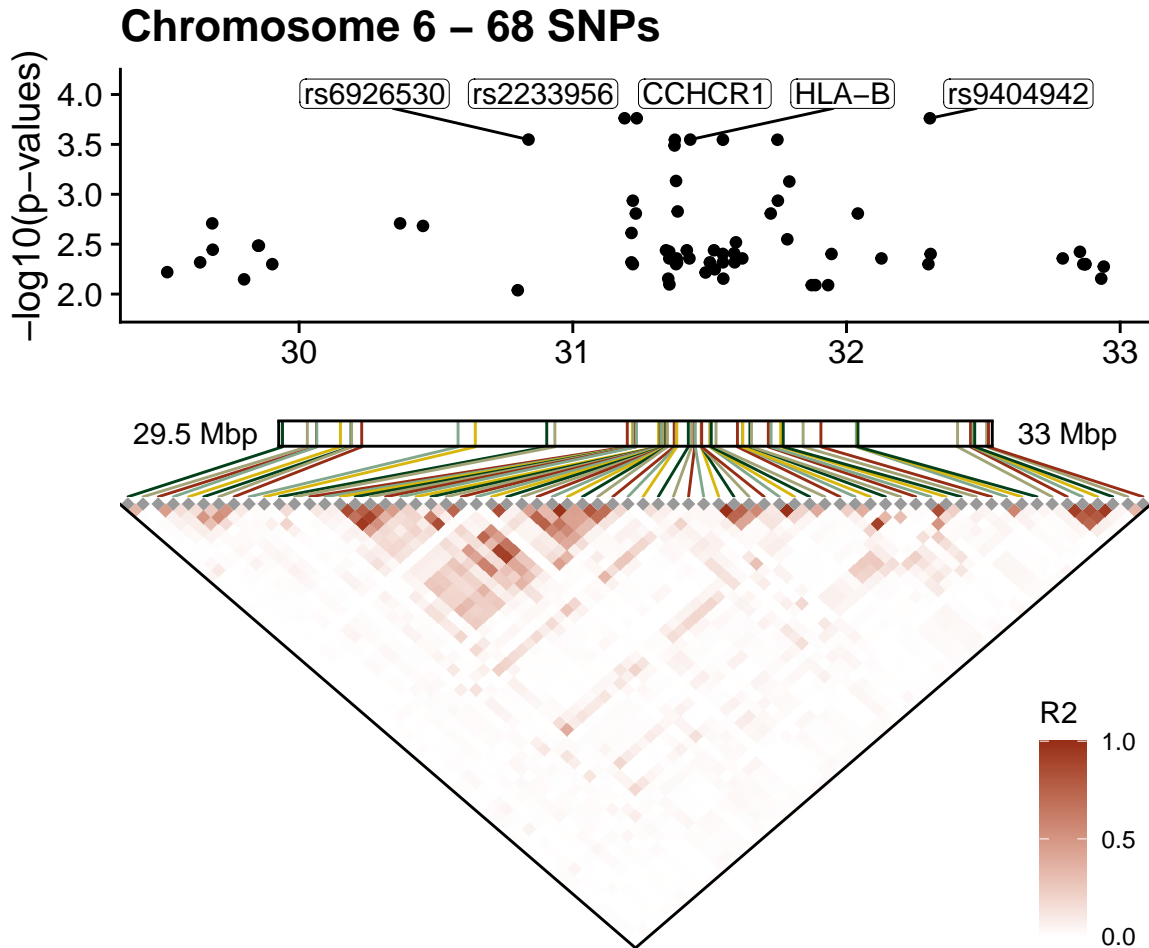 Chromosome 6 – 68 SNPs
−log10(p−values)
4.0
3.5
3.0
2.5
2.0
rs6926530 rs2233956 CCHCR1 HLA−B rs9404942
30 31 32 33
29.5 Mbp 33 Mbp
R2
1.0
0.5
0.0